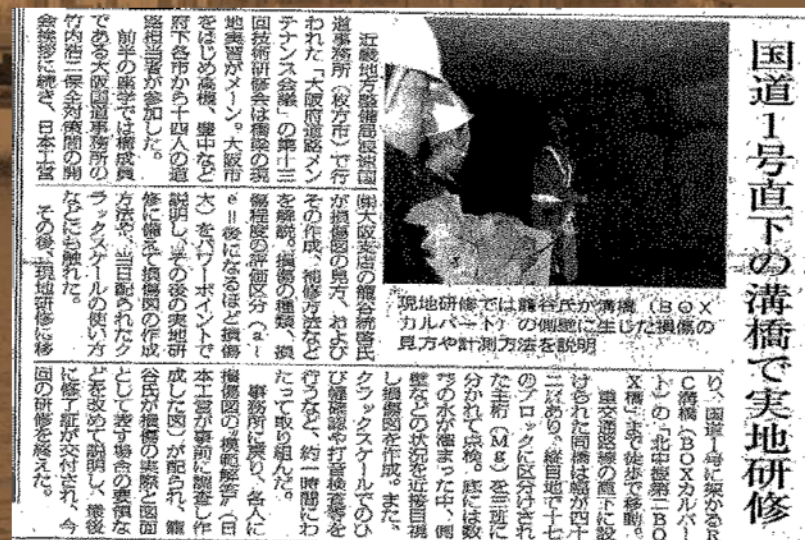 国道1号直下の溝橋で実地研修
現地研修では籠谷氏が溝橋(BOX
カルバート)側壁に生じた損傷の
見方や計測方法を説明
近畿地方整備局浪速国
道事務所(枚方市)で行
われた「大阪府道路メン
テナンス会議」の第十三
回技術研修会は橋梁の現
地実習がメーン。大阪市
をはじめ高槻、豊中など
府下各市から十四人の道
路担当者が参加した。
前半の座学では構成員
である大阪国道事務所の
竹内浩二保全対策官の開
会挨拶に続き、日本工営
㈱大阪支店の籠谷統啓氏
が損傷図の見方、および
その作成、補修方法など
を解説。損傷の種類、損
傷程度の評価区分(a~
e=後になるほど損傷
大)をパワーポイントで
説明し、その後の実地研
修に備えて損傷図の作成
方法や、当日配られたク
ラックスケールの使い方
などにも触れた。
その後、現地研修に移
り、国道1号に架かるR
C溝橋(BOXカルバー
ト)の「北中振第二BO
X橋」まで徒歩で移動。
重交通路線の直下に設
けられた同橋は幅が四十
二㍍あり、縦目地で十七
のブロックに区分けされ
た主桁(Mg)を三班に
分かれて点検。底には数
㌢の水が溜まった中、側
壁などの状況を近接目視
し損傷図を作成。また、
クラックスケールでのひ
び幅確認や打音検査等を
行うなど、約一時間にわ
たって取り組んだ。
事務所に戻り、各人に
損傷図の“模範解答”(日
本工営が事前に調査し作
成した図)が配られ、籠
谷氏が損傷の実際と図面
として表す場合の要領な
どを改めて説明し、最後
に修了証が交付され、今
回の研修を終えた。